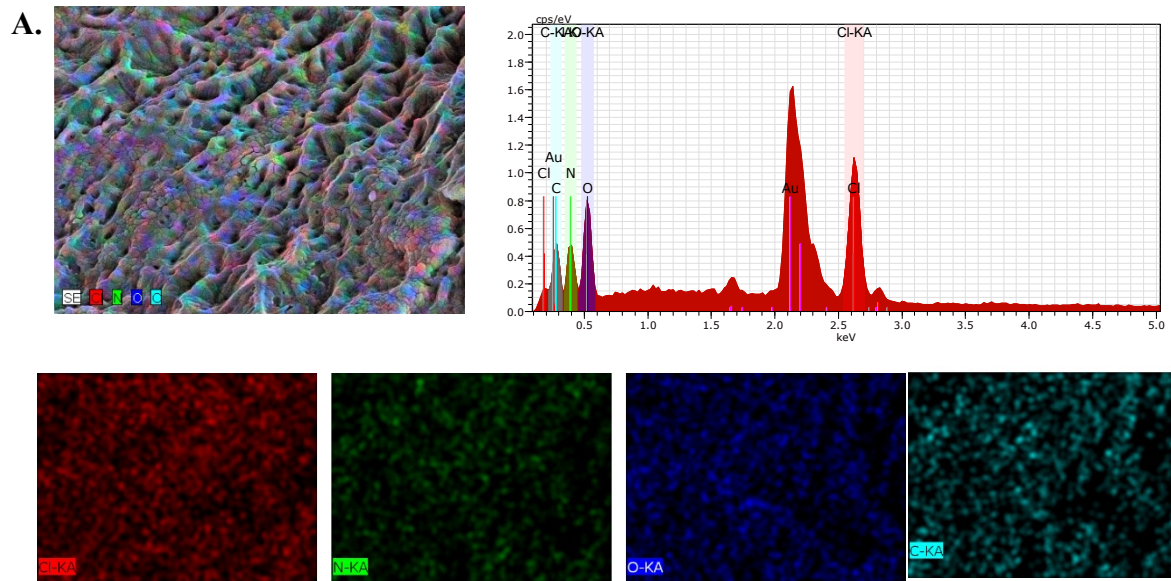 A.
cps/eV
2.0
1.8
1.6
1.4
1.2
1.0
0.8
0.6
0.4
0.2
0.0
O-KA
Cl-KA
Au
Cl
C
N
O
Au
Cl
0.5 1.0 1.5 2.0 2.5 3.0 3.5 4.0 4.5 5.0
keV
SE Cl N O C
Cl-KA
N-KA
O-KA
C-KA